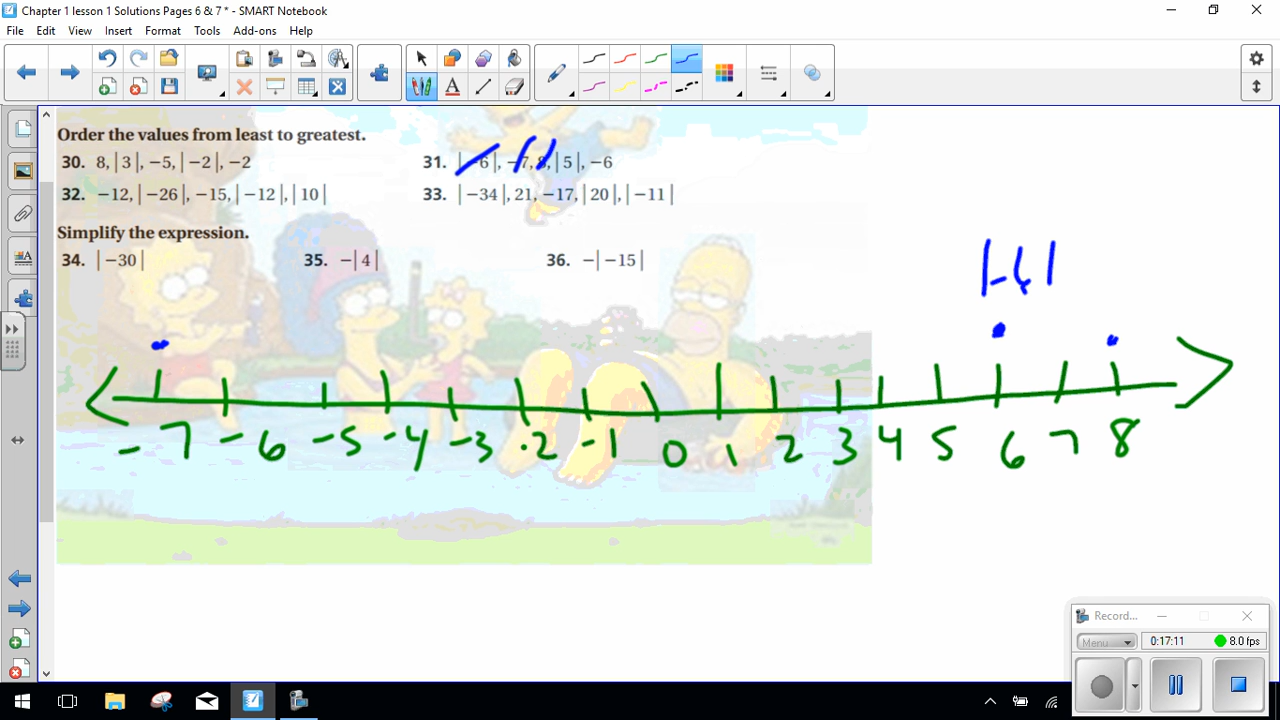 Chapter 1 lesson 1 Solutions Pages 6 & 7 * - SMART Notebook
File Edit View Insert Format Tools Add-ons Help
Order the values from least to greatest.
30. 8, |3|, −5, |−2|, −2
31. |−6|, −7, 8, |5|, −6
32. −12, |−26|, −15, |−12|, |10|
33. |−34|, 21, −17, |20|, |−11|
Simplify the expression.
34. |−30|
35. −|4|
36. −|−15|
|-6|
-7 -6 -5 -4 -3 -2 -1 0 1 2 3 4 5 6 7 8
Record...
Menu 0:17:11 8.0 fps